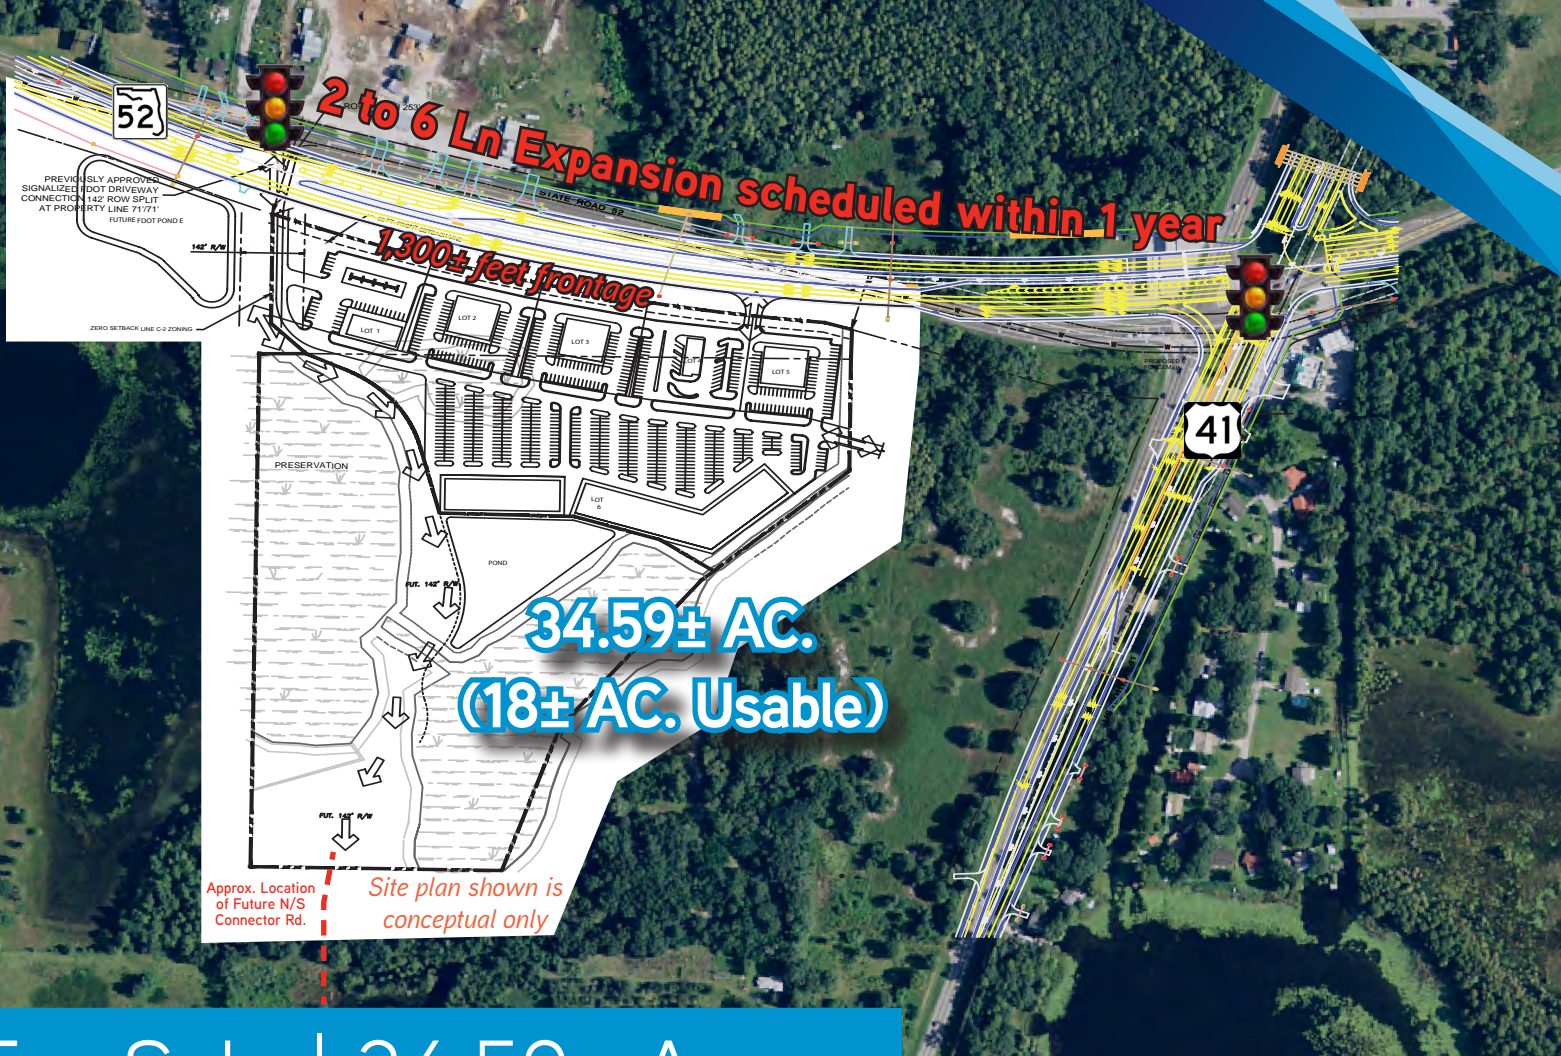 52
2 to 6 Ln Expansion scheduled within 1 year
STATE ROAD 52
PREVIOUSLY APPROVED
SIGNALIZED FDOT DRIVEWAY
CONNECTION 142' ROW SPLIT
AT PROPERTY LINE 71'/71'
FUTURE FDOT POND E
142' R/W
1,300± feet frontage
ZERO SETBACK LINE C-2 ZONING
LOT 1
LOT 2
LOT 3
LOT 5
41
PRESERVATION
LOT
6
POND
FUT. 142' R/W
34.59± AC.
(18± AC. Usable)
FUT. 142' R/W
Approx. Location
of Future N/S
Connector Rd.
Site plan shown is
conceptual only